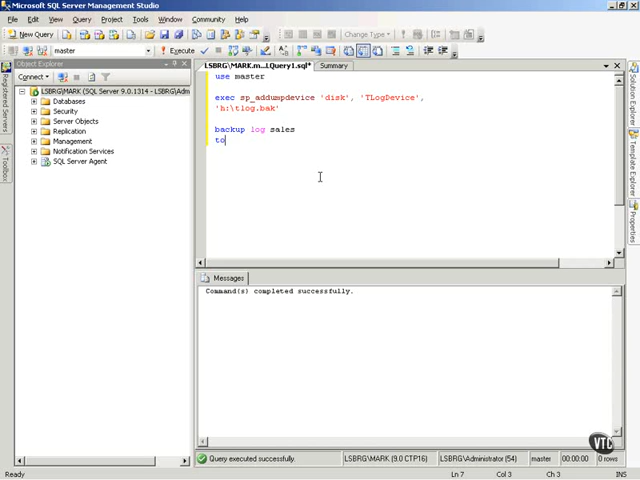 Microsoft SQL Server Management Studio
File Edit View Query Project Tools Window Community Help
New Query
Change Type
master Execute
Object Explorer
Connect
LSBRG\MARK (SQL Server 9.0.1314 - LSBRG\Adm
Databases
Security
Server Objects
Replication
Management
Notification Services
SQL Server Agent
Registered Servers
Toolbox
LSBRG\MARK.m...LQuery1.sql* Summary
use master
exec sp_addumpdevice 'disk', 'TLogDevice',
'h:\tlog.bak'
backup log sales
to
Messages
Command(s) completed successfully.
Solution Explorer
Template Explorer
Properties
VTC
Query executed successfully. LSBRG\MARK (9.0 CTP16) LSBRG\Administrator (54) master 00:00:00 0 rows
Ready Ln 7 Col 3 Ch 3 INS